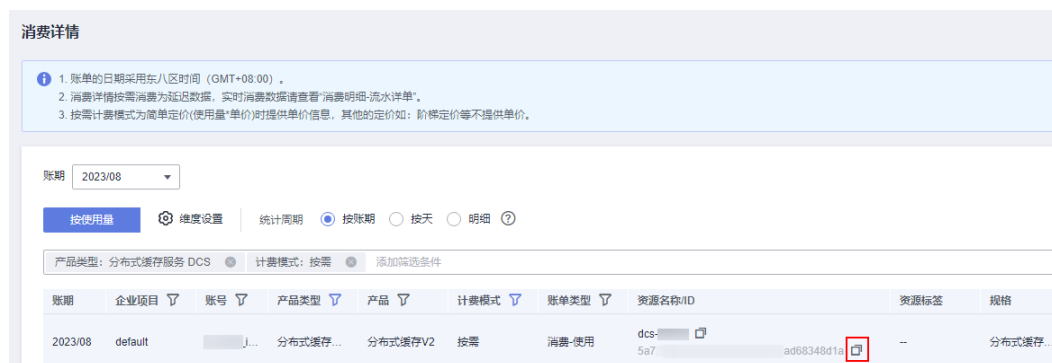 消费详情
1. 账单的日期采用东八区时间（GMT+08:00）。
2. 消费详情按需消费为延迟数据，实时消费数据请查看“消费明细-流水详单”。
3. 按需计费模式为简单定价(使用量*单价)时提供单价信息，其他的定价如：阶梯定价等不提供单价。
账期 2023/08
按使用量 维度设置 统计周期 按账期 按天 明细
产品类型：分布式缓存服务 DCS 计费模式：按需 添加筛选条件
账期 企业项目 账号 产品类型 产品 计费模式 账单类型 资源名称/ID 资源标签 规格
2023/08 default j... 分布式缓存... 分布式缓存V2 按需 消费-使用 dcs- -- 分布式缓存...
5a7 ad68348d1a